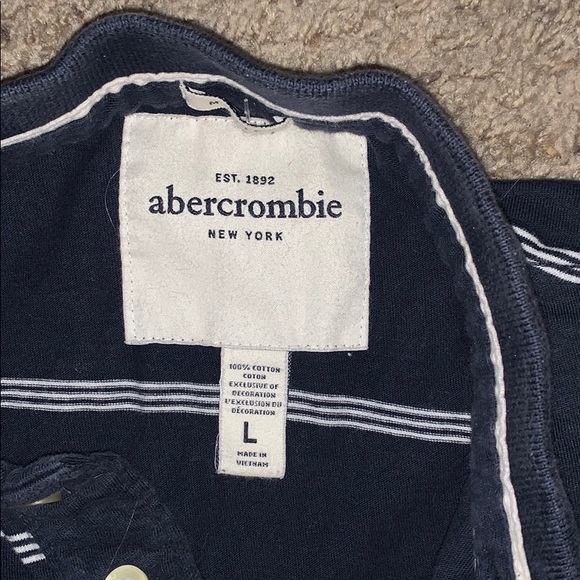 EST. 1892
abercrombie
NEW YORK
100% COTTON
COTON
EXCLUSIVE OF
DECORATION
L'EXCLUSION DU
DÉCORATION
L
MADE IN
VIETNAM